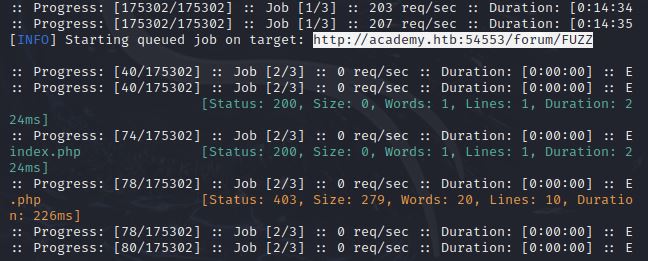 :: Progress: [175302/175302] :: Job [1/3] :: 203 req/sec :: Duration: [0:14:34
:: Progress: [175302/175302] :: Job [1/3] :: 207 req/sec :: Duration: [0:14:35
[INFO] Starting queued job on target: http://academy.htb:54553/forum/FUZZ
:: Progress: [40/175302] :: Job [2/3] :: 0 req/sec :: Duration: [0:00:00] :: E
:: Progress: [40/175302] :: Job [2/3] :: 0 req/sec :: Duration: [0:00:00] :: E
[Status: 200, Size: 0, Words: 1, Lines: 1, Duration: 2
24ms]
:: Progress: [74/175302] :: Job [2/3] :: 0 req/sec :: Duration: [0:00:00] :: E
index.php [Status: 200, Size: 0, Words: 1, Lines: 1, Duration: 2
24ms]
:: Progress: [78/175302] :: Job [2/3] :: 0 req/sec :: Duration: [0:00:00] :: E
.php [Status: 403, Size: 279, Words: 20, Lines: 10, Duratio
n: 226ms]
:: Progress: [78/175302] :: Job [2/3] :: 0 req/sec :: Duration: [0:00:00] :: E
:: Progress: [80/175302] :: Job [2/3] :: 0 req/sec :: Duration: [0:00:00] :: E